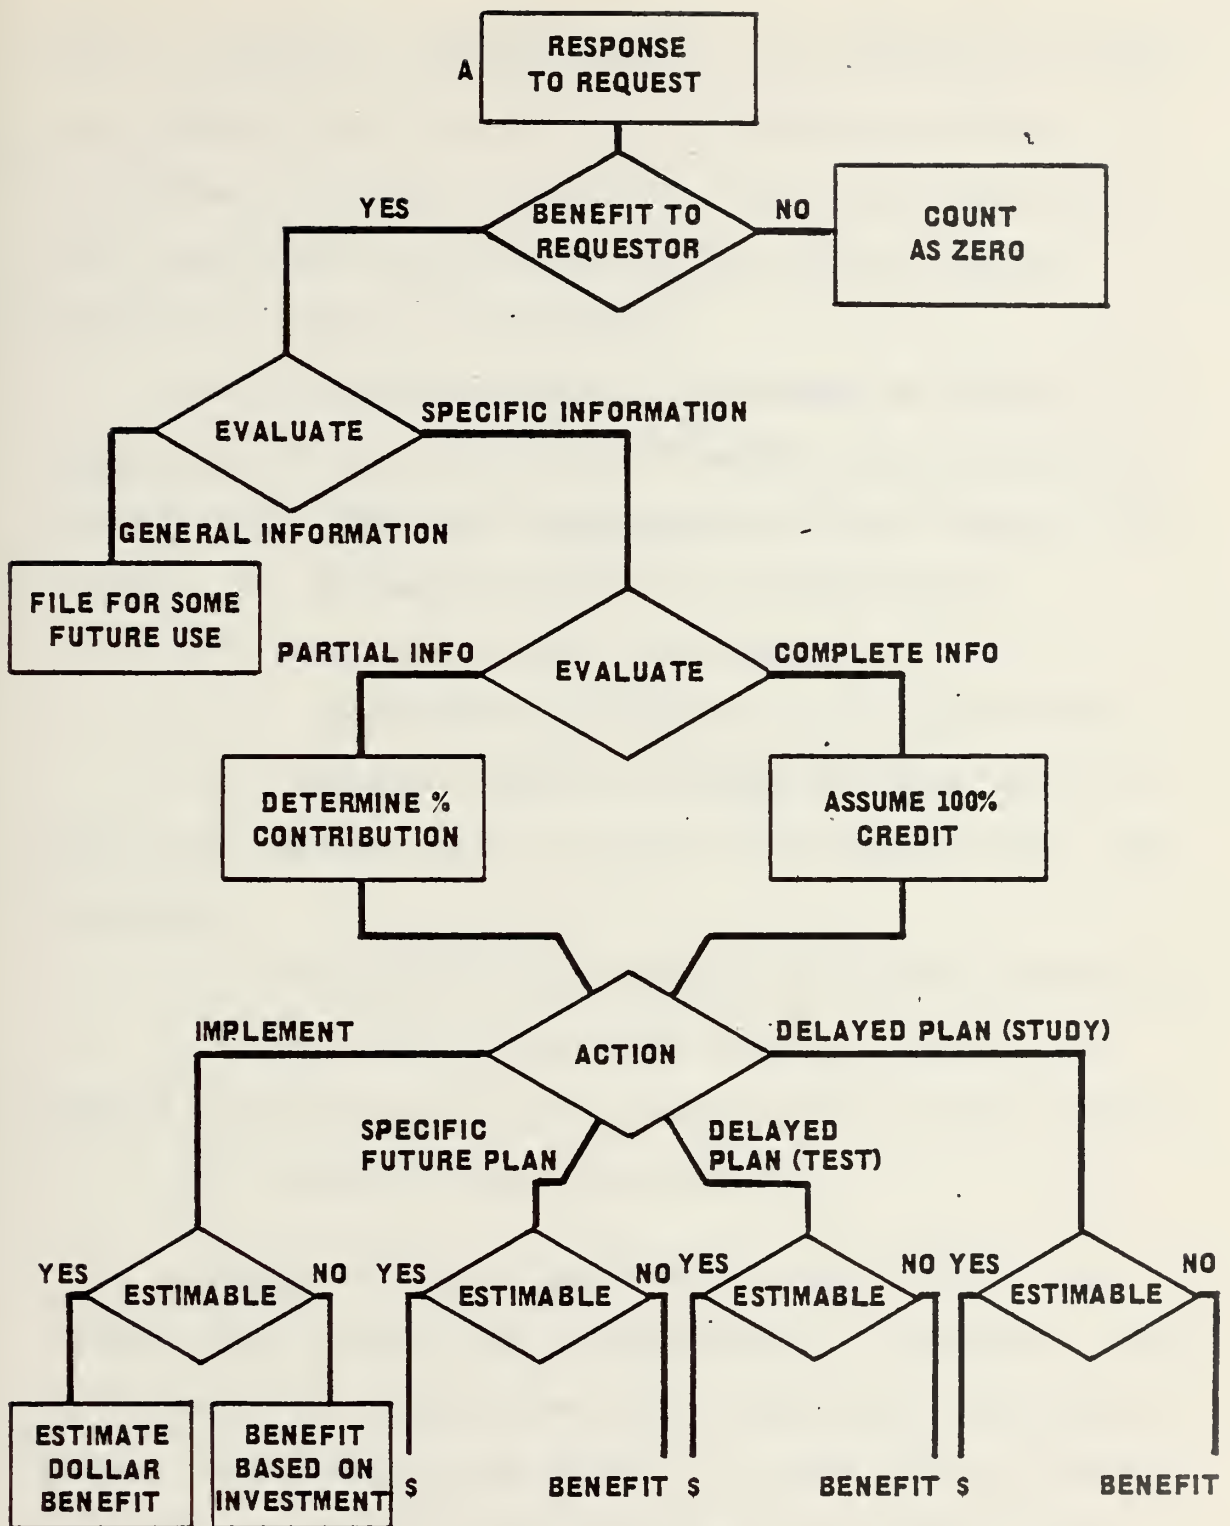 RESPONSE
TO REQUEST
A
BENEFIT TO
REQUESTOR
YES
NO
COUNT
AS ZERO
EVALUATE
SPECIFIC INFORMATION
GENERAL INFORMATION
FILE FOR SOME
FUTURE USE
PARTIAL INFO
EVALUATE
COMPLETE INFO
DETERMINE %
CONTRIBUTION
ASSUME 100%
CREDIT
IMPLEMENT
ACTION
DELAYED PLAN (STUDY)
SPECIFIC
FUTURE PLAN
DELAYED
PLAN (TEST)
YES
ESTIMABLE
NO
YES
ESTIMABLE
NO
YES
ESTIMABLE
NO
YES
ESTIMABLE
NO
ESTIMATE
DOLLAR
BENEFIT
BENEFIT
BASED ON
INVESTMENT
$
BENEFIT
$
BENEFIT
$
BENEFIT